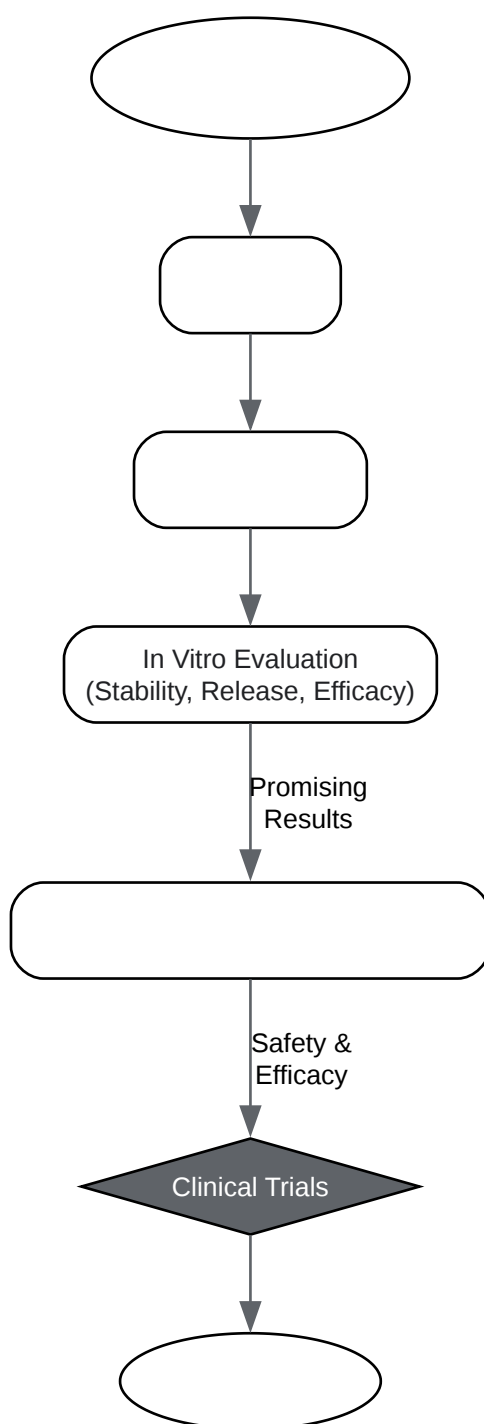 In Vitro Evaluation
(Stability, Release, Efficacy)
Promising
Results
Safety &
Efficacy
Clinical Trials